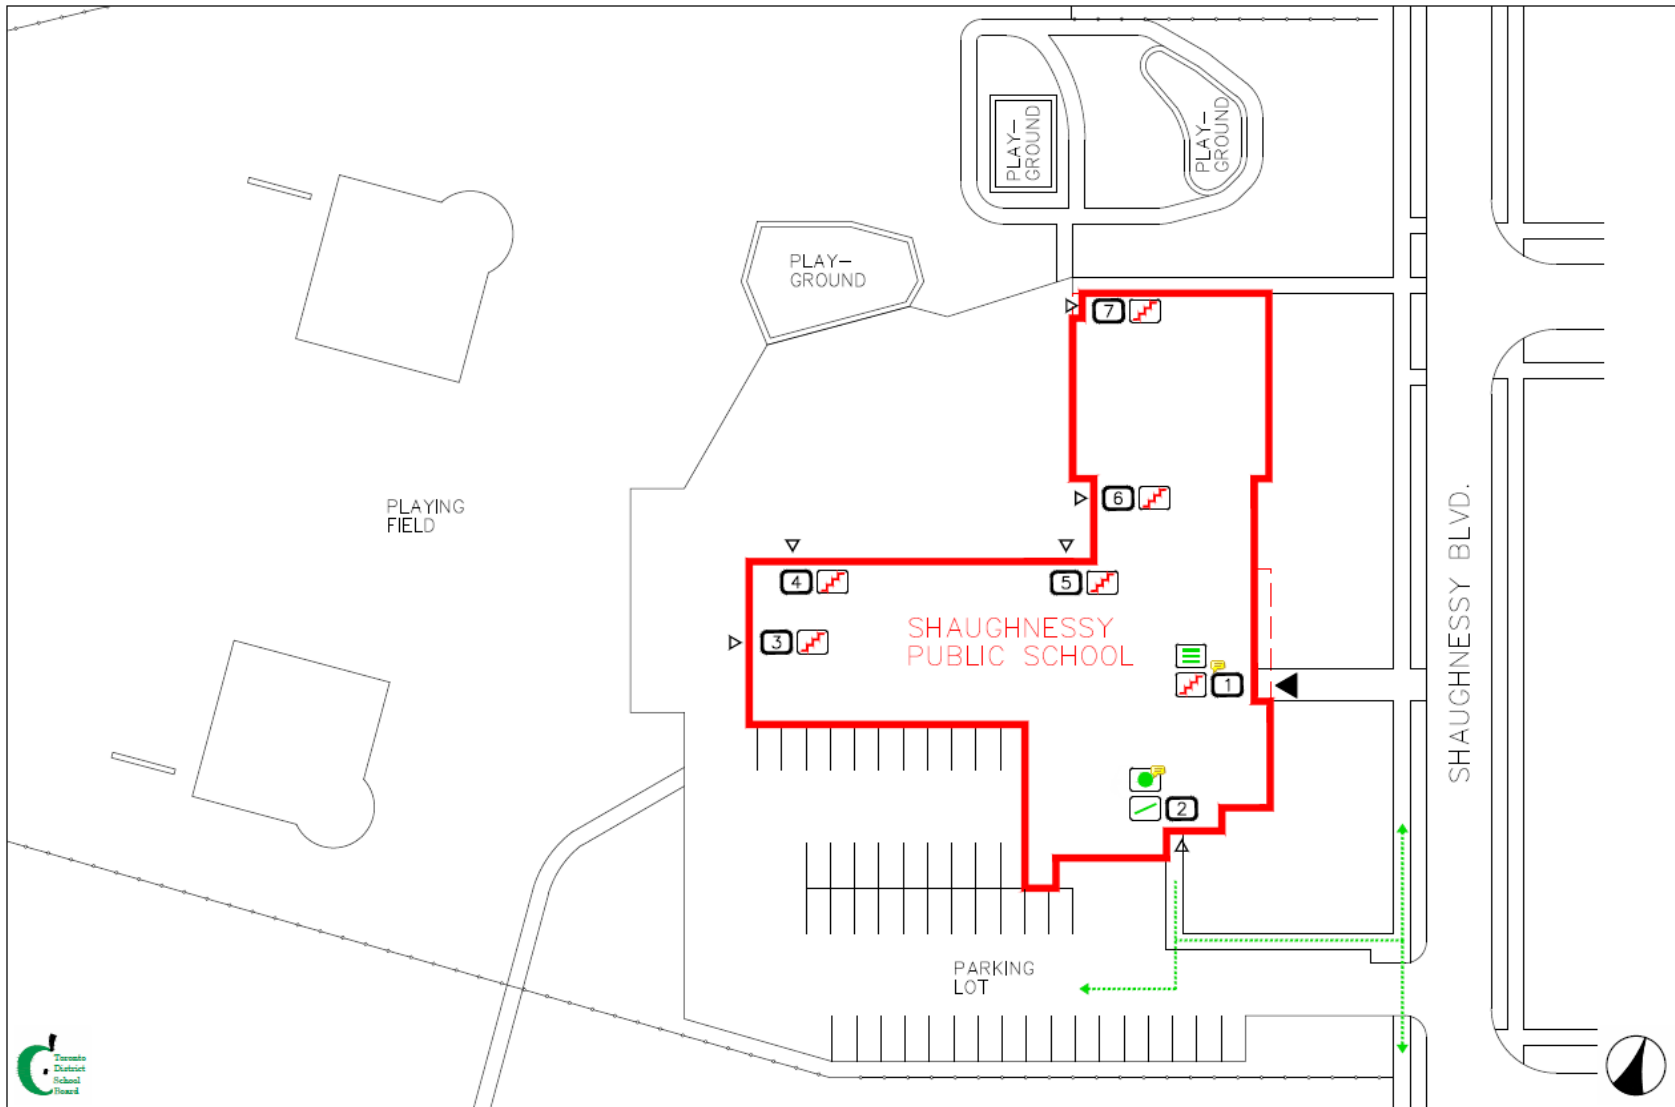 PLAY-
GROUND
PLAY-
GROUND
PLAY-
GROUND
7
PLAYING
FIELD
6
4
5
3
SHAUGHNESSY
PUBLIC SCHOOL
1
2
SHAUGHNESSY BLVD.
PARKING
LOT
Toronto
District
School
Board